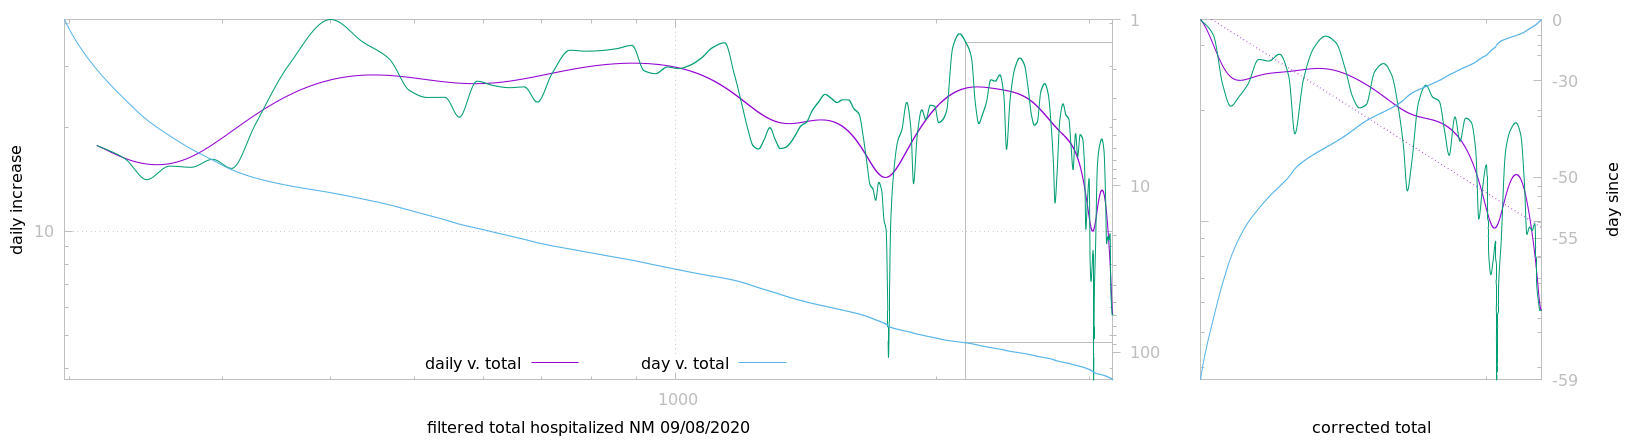 daily increase
10
1
10
100
daily v. total
day v. total
1000
filtered total hospitalized NM 09/08/2020
0
-30
-50
-55
-59
day since
corrected total